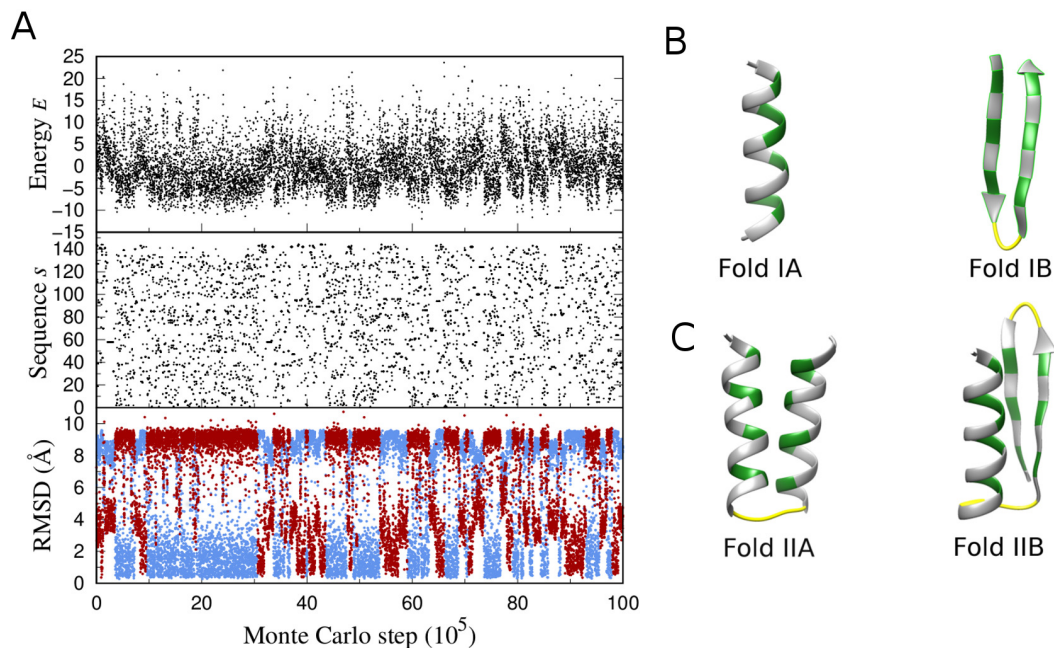 A
Energy E
25
20
15
10
5
0
−5
−10
−15
Sequence s
140
120
100
80
60
40
20
0
RMSD (Å)
10
8
6
4
2
0
0 20 40 60 80 100
Monte Carlo step (10⁵)
B
Fold IA Fold IB
C
Fold IIA Fold IIB